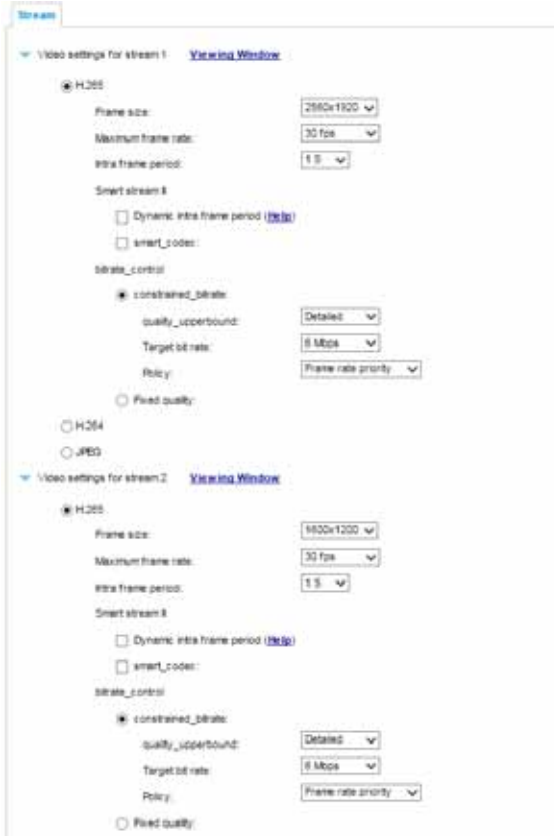 Stream
Video settings for stream 1 Viewing Window
H.265
Frame size: 2560x1920
Maximum frame rate: 30 fps
Intra frame period: 1 S
Smart stream II
Dynamic intra frame period (Help)
smart_codec:
bitrate_control
constrained_bitrate:
quality_upperbound: Detailed
Target bit rate: 6 Mbps
Policy: Frame rate priority
Fixed quality:
H.264
JPEG
Video settings for stream 2 Viewing Window
H.265
Frame size: 1600x1200
Maximum frame rate: 30 fps
Intra frame period: 1 S
Smart stream II
Dynamic intra frame period (Help)
smart_codec:
bitrate_control
constrained_bitrate:
quality_upperbound: Detailed
Target bit rate: 6 Mbps
Policy: Frame rate priority
Fixed quality: